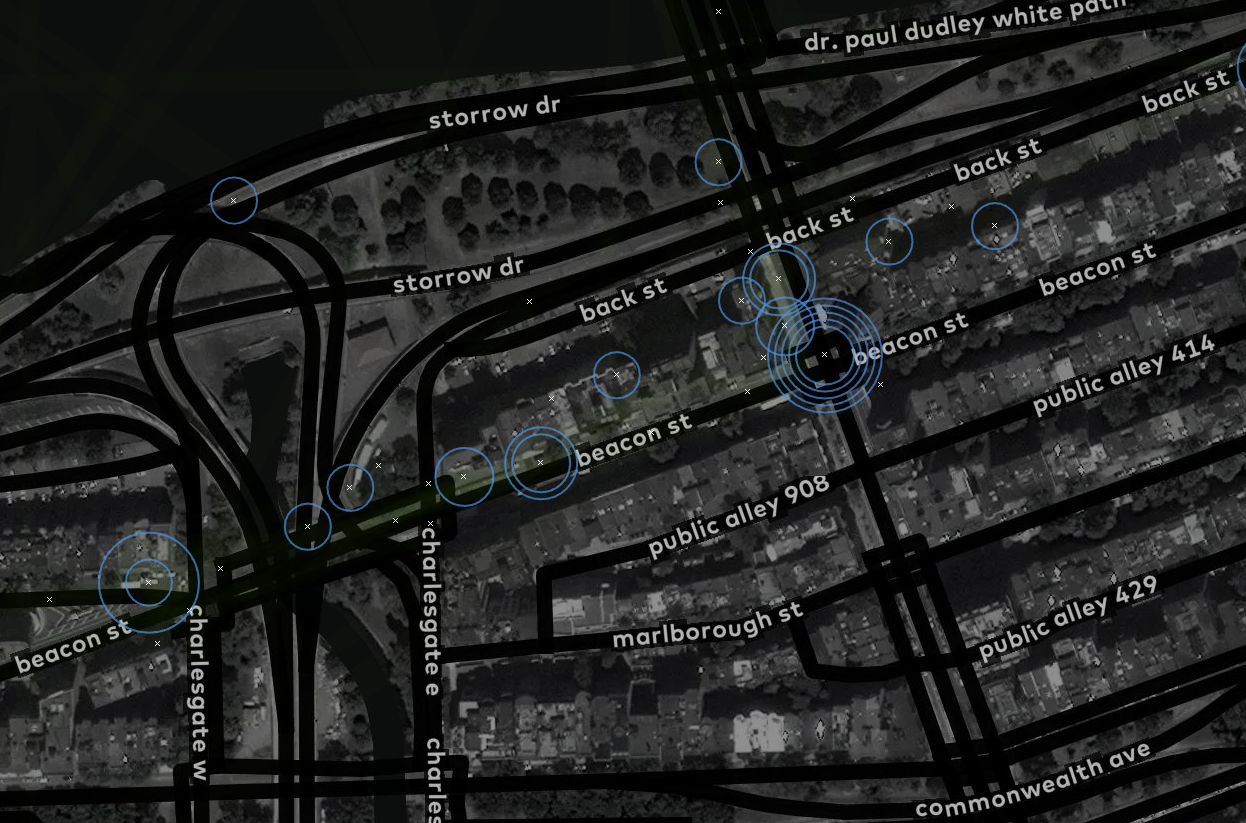 dr. paul dudley white path
storrow dr
back st
back st
back st
storrow dr
back st
beacon st
beacon st
public alley 414
beacon st
public alley 908
charlesgate e
public alley 429
marlborough st
beacon st
charlesgate w
charles
commonwealth ave